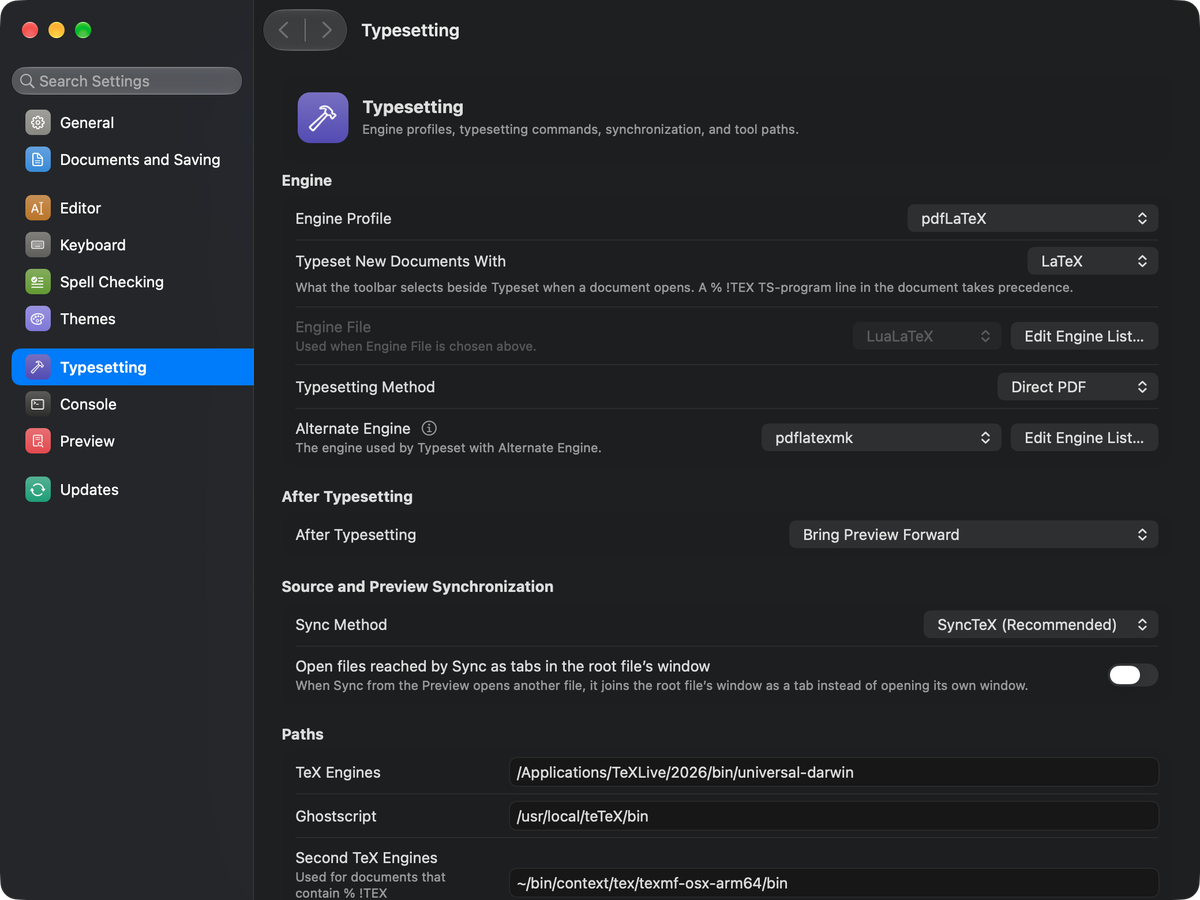 Typesetting
Search Settings
General
Documents and Saving
Editor
Keyboard
Spell Checking
Themes
Typesetting
Console
Preview
Updates
Typesetting
Engine profiles, typesetting commands, synchronization, and tool paths.
Engine
Engine Profile
pdfLaTeX
Typeset New Documents With
LaTeX
What the toolbar selects beside Typeset when a document opens. A % !TEX TS-program line in the document takes precedence.
Engine File
Used when Engine File is chosen above.
LuaLaTeX
Edit Engine List...
Typesetting Method
Direct PDF
Alternate Engine
The engine used by Typeset with Alternate Engine.
pdflatexmk
Edit Engine List...
After Typesetting
After Typesetting
Bring Preview Forward
Source and Preview Synchronization
Sync Method
SyncTeX (Recommended)
Open files reached by Sync as tabs in the root file’s window
When Sync from the Preview opens another file, it joins the root file’s window as a tab instead of opening its own window.
Paths
TeX Engines
/Applications/TeXLive/2026/bin/universal-darwin
Ghostscript
/usr/local/teTeX/bin
Second TeX Engines
Used for documents that
contain % !TEX
~/bin/context/tex/texmf-osx-arm64/bin